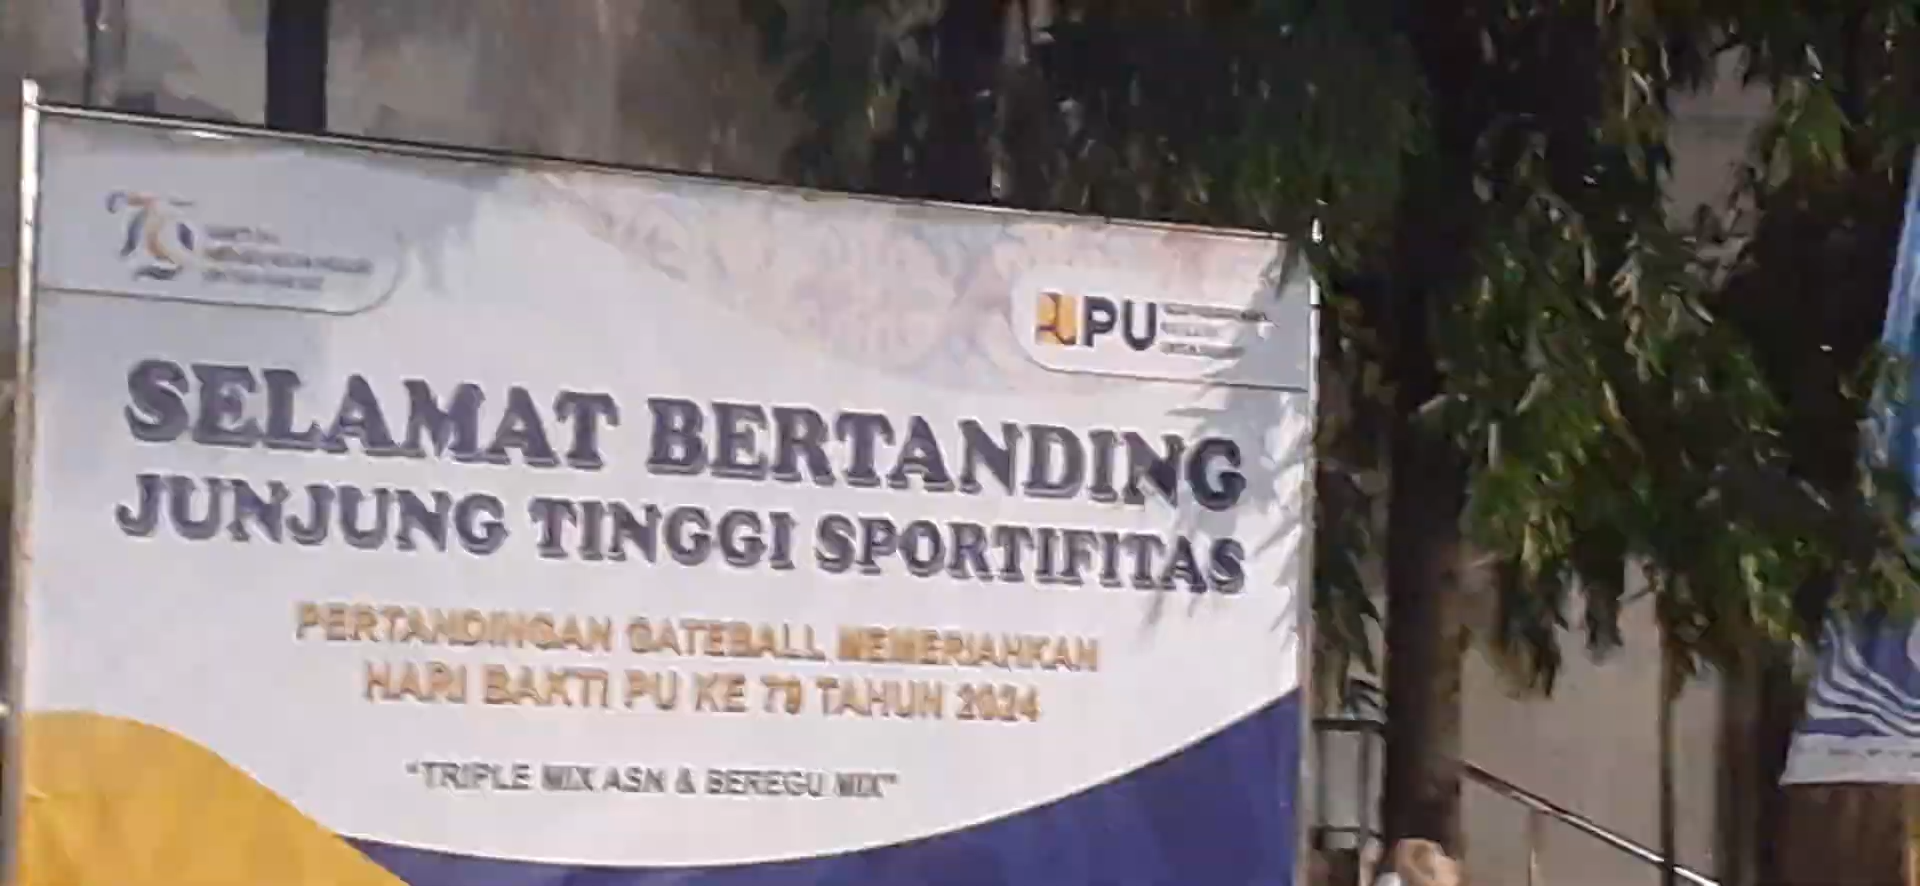 PU
SELAMAT BERTANDING
JUNJUNG TINGGI SPORTIFITAS
PERTANDINGAN GATEBALL MEMERIAHKAN
HARI BAKTI PU KE 79 TAHUN 2024
"TRIPLE MIX ASN & BEREGU MIX"